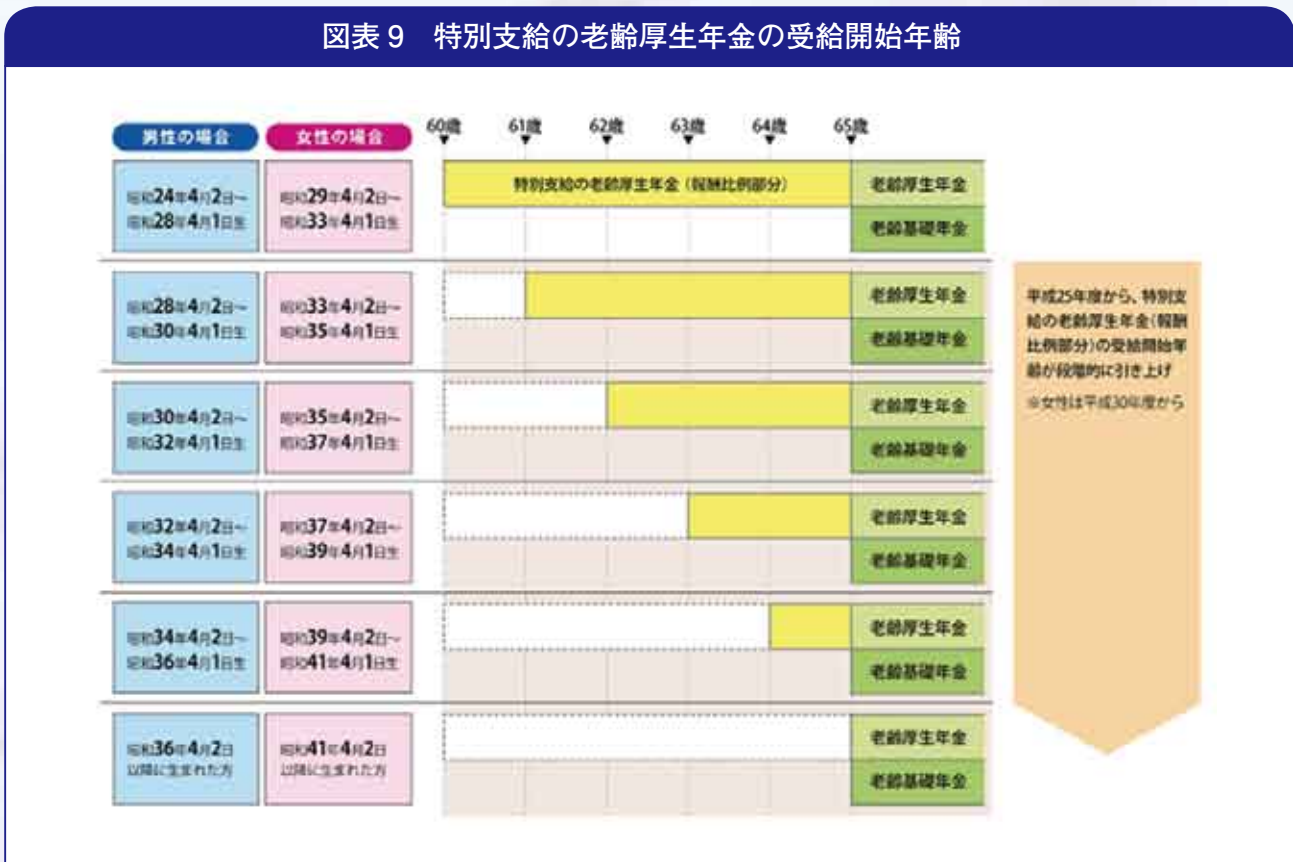 図表9 特別支給の老齢厚生年金の受給開始年齢
男性の場合
女性の場合
60歳
61歳
62歳
63歳
64歳
65歳
昭和24年4月2日~
昭和28年4月1日生
昭和29年4月2日~
昭和33年4月1日生
特別支給の老齢厚生年金(報酬比例部分)
老齢厚生年金
老齢基礎年金
昭和28年4月2日~
昭和30年4月1日生
昭和33年4月2日~
昭和35年4月1日生
老齢厚生年金
老齢基礎年金
昭和30年4月2日~
昭和32年4月1日生
昭和35年4月2日~
昭和37年4月1日生
老齢厚生年金
老齢基礎年金
昭和32年4月2日~
昭和34年4月1日生
昭和37年4月2日~
昭和39年4月1日生
老齢厚生年金
老齢基礎年金
昭和34年4月2日~
昭和36年4月1日生
昭和39年4月2日~
昭和41年4月1日生
老齢厚生年金
老齢基礎年金
昭和36年4月2日
以降に生まれた方
昭和41年4月2日
以降に生まれた方
老齢厚生年金
老齢基礎年金
平成25年度から、特別支
給の老齢厚生年金(報酬
比例部分)の受給開始年
齢が段階的に引き上げ
※女性は平成30年度から